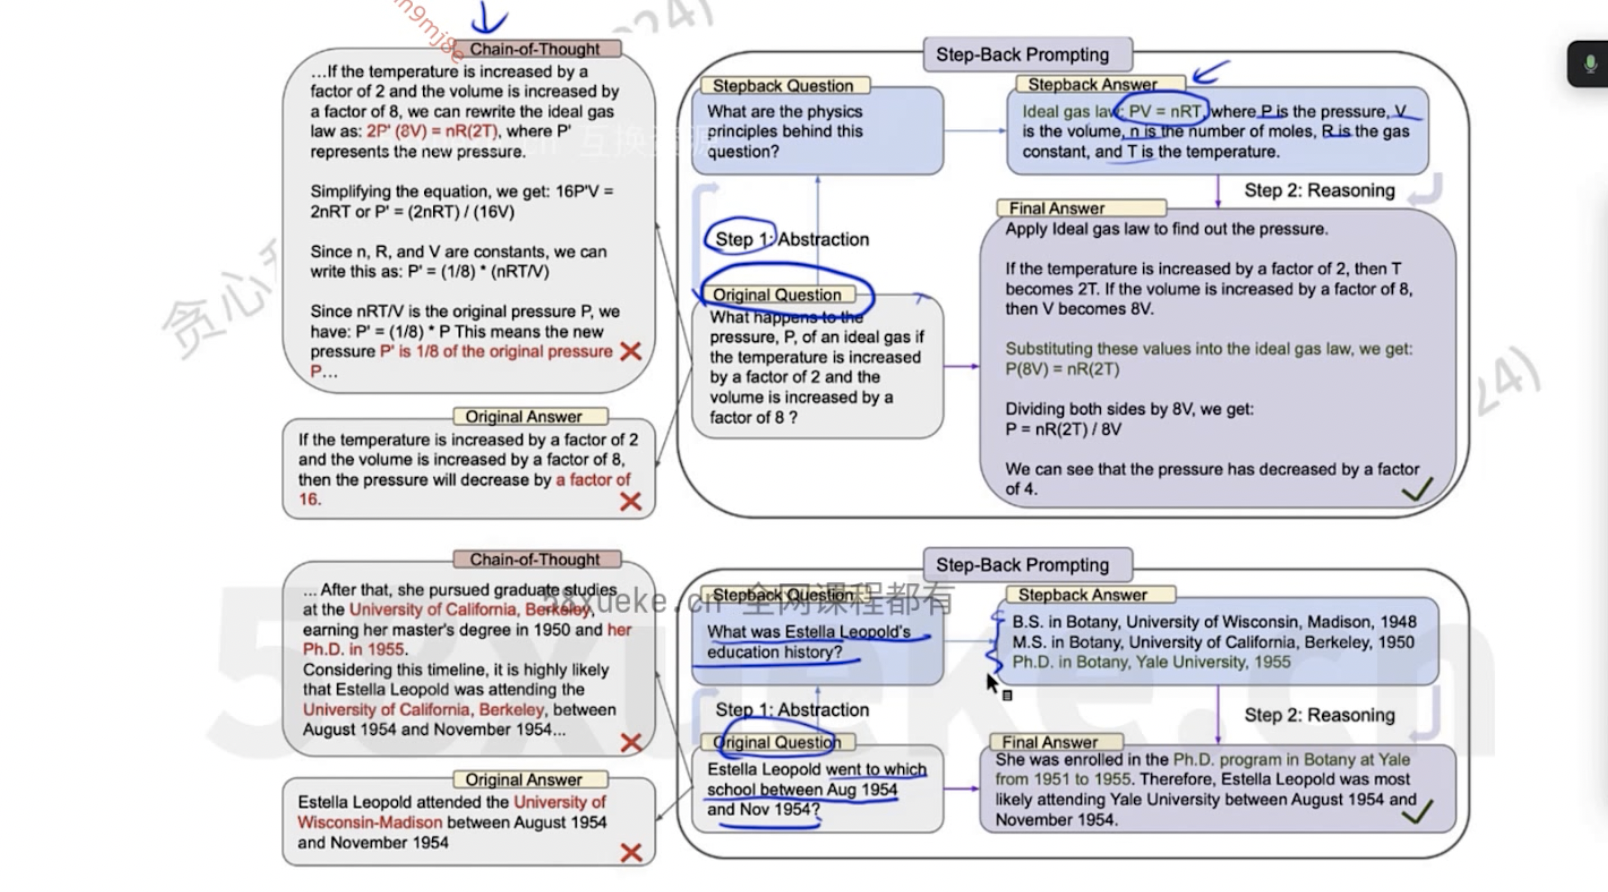 Chain-of-Thought
...If the temperature is increased by a
factor of 2 and the volume is increased by
a factor of 8, we can rewrite the ideal gas
law as: 2P' (8V) = nR(2T), where P'
represents the new pressure.
Simplifying the equation, we get: 16P'V =
2nRT or P' = (2nRT) / (16V)
Since n, R, and V are constants, we can
write this as: P' = (1/8) * (nRT/V)
Since nRT/V is the original pressure P, we
have: P' = (1/8) * P This means the new
pressure P' is 1/8 of the original pressure
P...
Original Answer
If the temperature is increased by a factor of 2
and the volume is increased by a factor of 8,
then the pressure will decrease by a factor of
16.
Step-Back Prompting
Stepback Question
What are the physics
principles behind this
question?
Stepback Answer
Ideal gas law: PV = nRT, where P is the pressure, V
is the volume, n is the number of moles, R is the gas
constant, and T is the temperature.
Step 1: Abstraction
Step 2: Reasoning
Original Question
What happens to the
pressure, P, of an ideal gas if
the temperature is increased
by a factor of 2 and the
volume is increased by a
factor of 8 ?
Final Answer
Apply Ideal gas law to find out the pressure.
If the temperature is increased by a factor of 2, then T
becomes 2T. If the volume is increased by a factor of 8,
then V becomes 8V.
Substituting these values into the ideal gas law, we get:
P(8V) = nR(2T)
Dividing both sides by 8V, we get:
P = nR(2T) / 8V
We can see that the pressure has decreased by a factor
of 4.
Chain-of-Thought
... After that, she pursued graduate studies
at the University of California, Berkeley,
earning her master's degree in 1950 and her
Ph.D. in 1955.
Considering this timeline, it is highly likely
that Estella Leopold was attending the
University of California, Berkeley, between
August 1954 and November 1954...
Original Answer
Estella Leopold attended the University of
Wisconsin-Madison between August 1954
and November 1954
Step-Back Prompting
58xueke.cn 全网课程都有
Stepback Question
What was Estella Leopold's
education history?
Stepback Answer
B.S. in Botany, University of Wisconsin, Madison, 1948
M.S. in Botany, University of California, Berkeley, 1950
Ph.D. in Botany, Yale University, 1955
Step 1: Abstraction
Step 2: Reasoning
Original Question
Estella Leopold went to which
school between Aug 1954
and Nov 1954?
Final Answer
She was enrolled in the Ph.D. program in Botany at Yale
from 1951 to 1955. Therefore, Estella Leopold was most
likely attending Yale University between August 1954 and
November 1954.
58xueke.cn